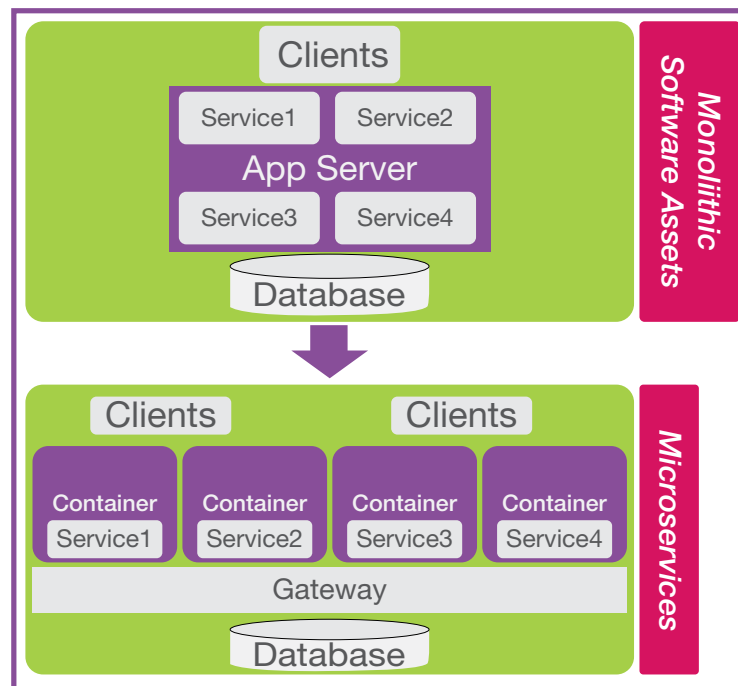 Clients
Service1
Service2
App Server
Service3
Service4
Database
Monoliithic
Software Assets
Clients
Clients
Container
Container
Container
Container
Service1
Service2
Service3
Service4
Gateway
Database
Microservices